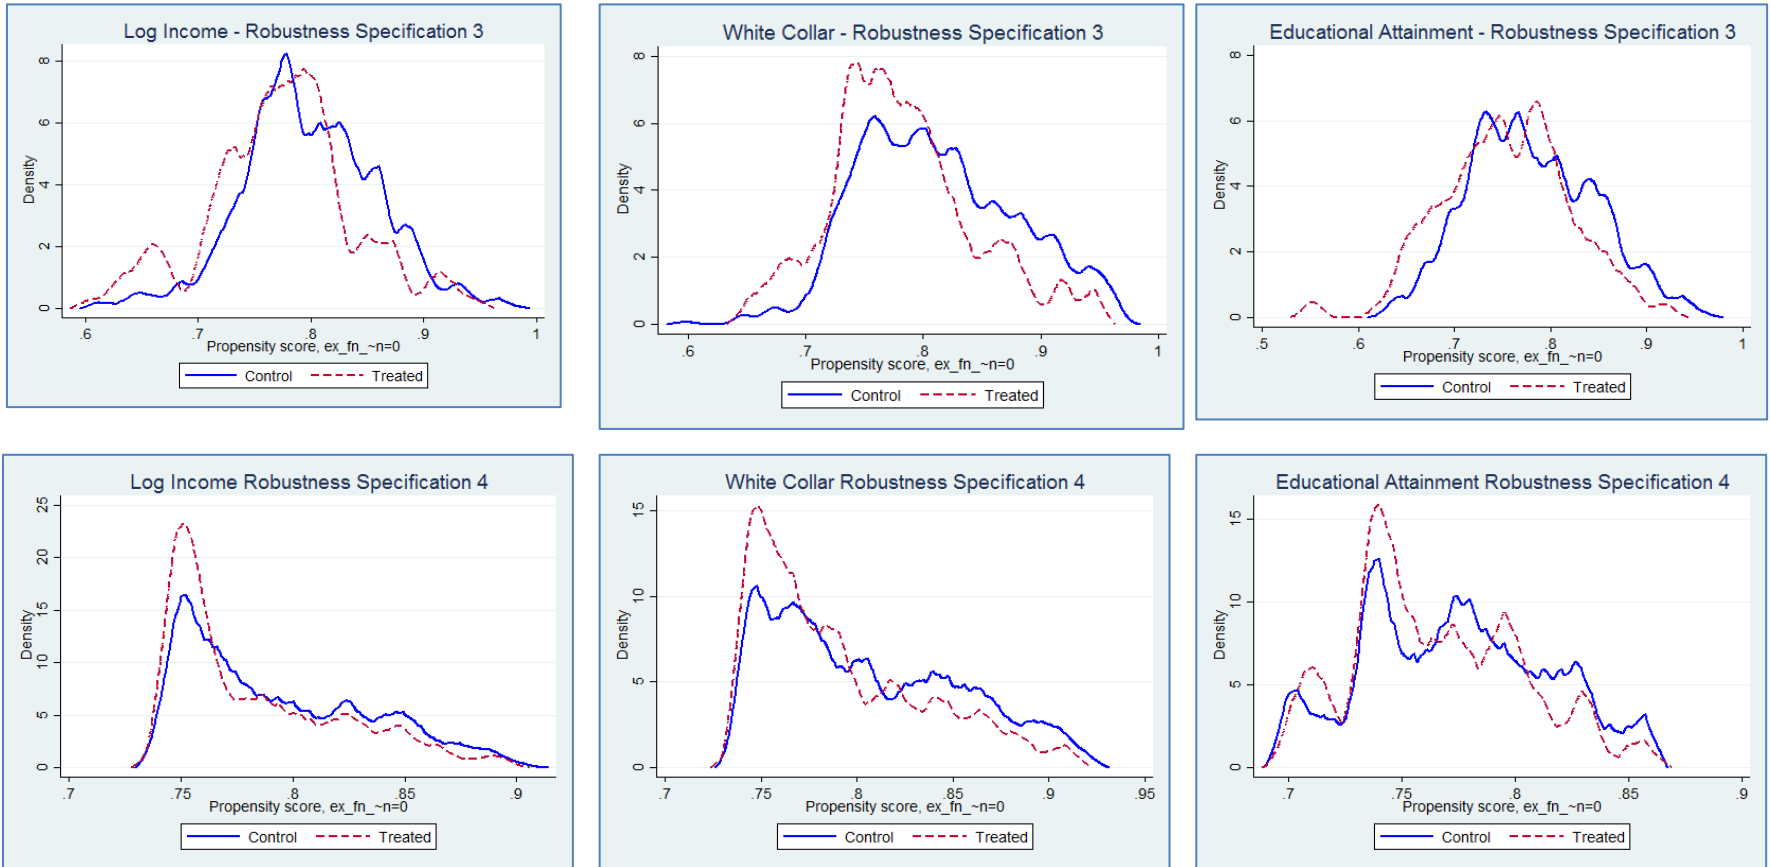 Log Income - Robustness Specification 3
8
6
4
2
0
Density
.6
.7
.8
.9
1
Propensity score, ex_fn_~n=0
Control
Treated
White Collar - Robustness Specification 3
8
6
4
2
0
Density
.6
.7
.8
.9
1
Propensity score, ex_fn_~n=0
Control
Treated
Educational Attainment - Robustness Specification 3
8
6
4
2
0
Density
.5
.6
.7
.8
.9
1
Propensity score, ex_fn_~n=0
Control
Treated
Log Income Robustness Specification 4
25
20
15
10
5
0
Density
.7
.75
.8
.85
.9
Propensity score, ex_fn_~n=0
Control
Treated
White Collar Robustness Specification 4
15
10
5
0
Density
.7
.75
.8
.85
.9
.95
Propensity score, ex_fn_~n=0
Control
Treated
Educational Attainment Robustness Specification 4
15
10
5
0
Density
.7
.75
.8
.85
.9
Propensity score, ex_fn_~n=0
Control
Treated